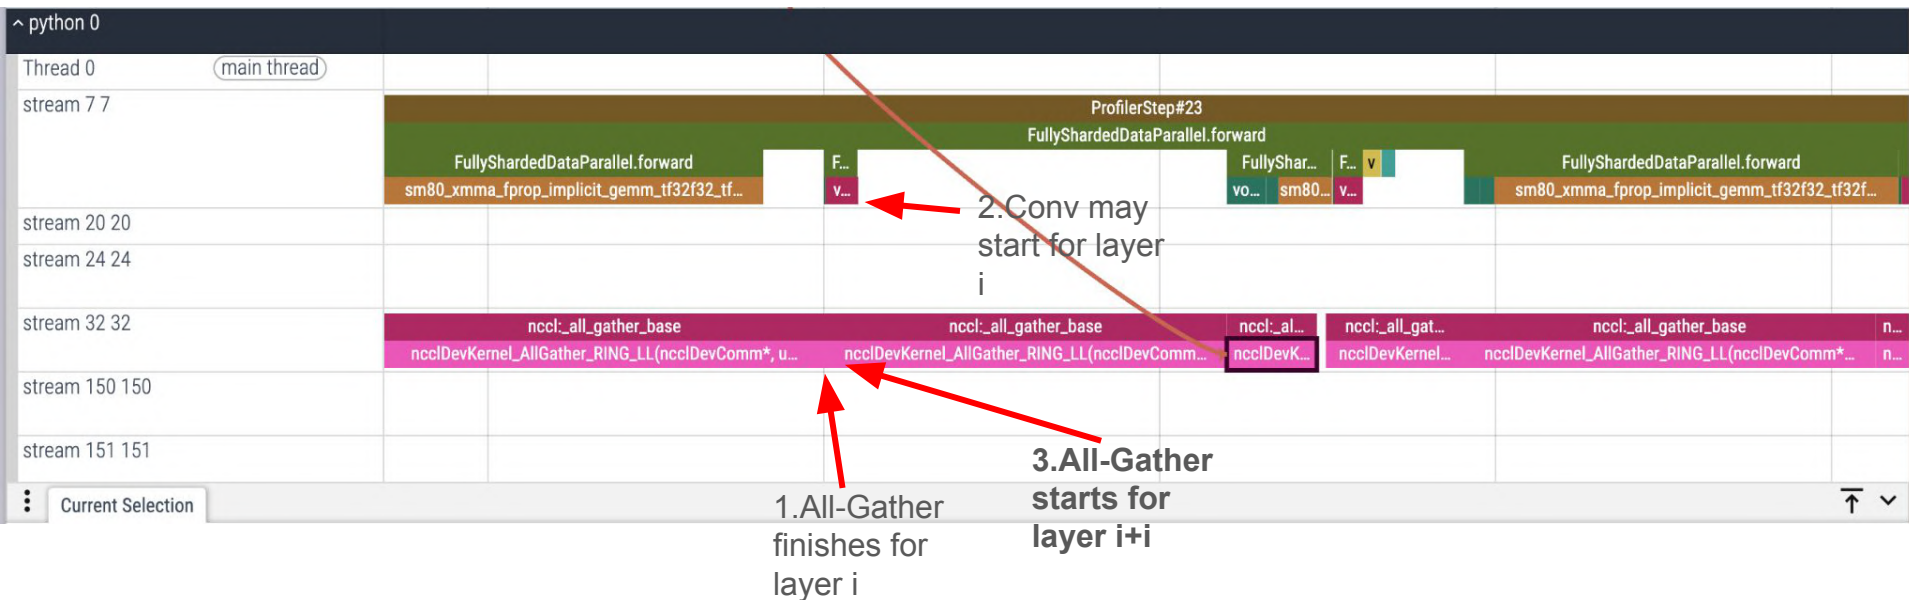 python 0
Thread 0 main thread
stream 7 7
ProfilerStep#23
FullyShardedDataParallel.forward
FullyShardedDataParallel.forward F... FullyShar... F... v FullyShardedDataParallel.forward
sm80_xmma_fprop_implicit_gemm_tf32f32_tf... v... vo... sm80... v... sm80_xmma_fprop_implicit_gemm_tf32f32_tf32f...
2.Conv may
start for layer
i
stream 20 20
stream 24 24
stream 32 32
nccl:_all_gather_base nccl:_all_gather_base nccl:_al... nccl:_all_gat... nccl:_all_gather_base n...
ncclDevKernel_AllGather_RING_LL(ncclDevComm*, u... ncclDevKernel_AllGather_RING_LL(ncclDevComm... ncclDevK... ncclDevKernel... ncclDevKernel_AllGather_RING_LL(ncclDevComm*... n...
stream 150 150
stream 151 151
Current Selection
1.All-Gather
finishes for
layer i
3.All-Gather
starts for
layer i+i